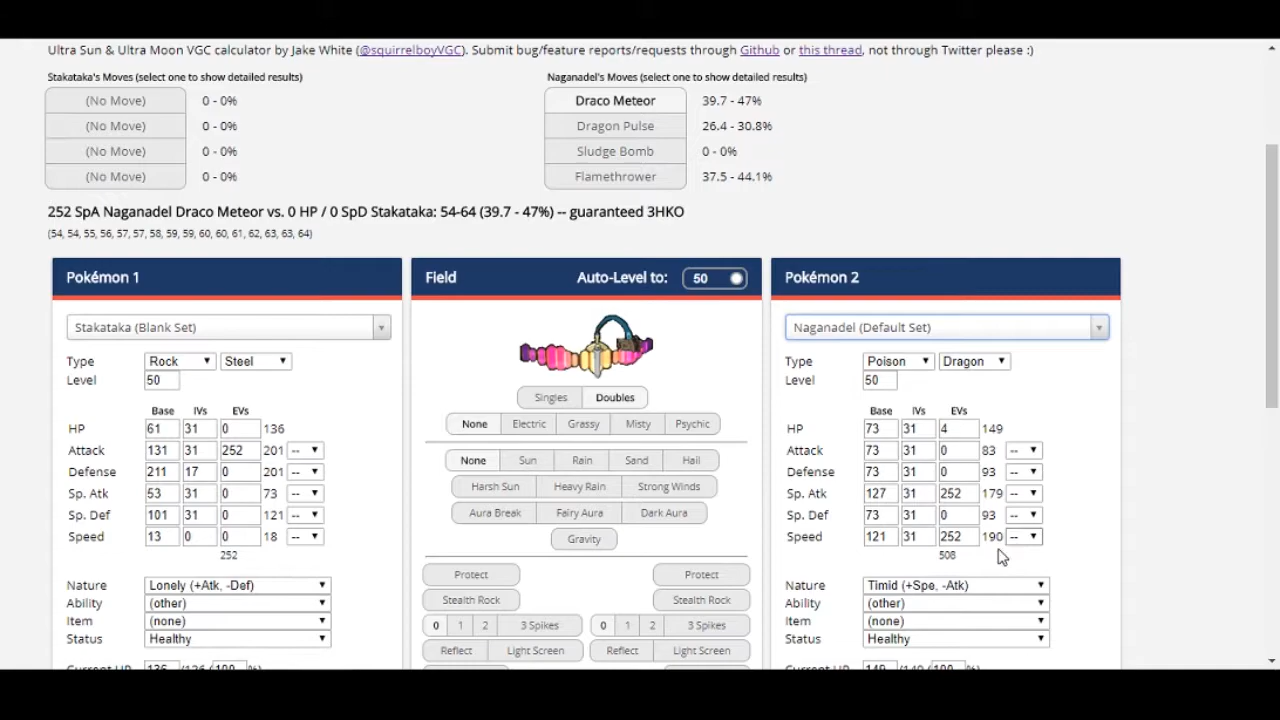 Ultra Sun & Ultra Moon VGC calculator by Jake White (@squirrelboyVGC). Submit bug/feature reports/requests through Github or this thread, not through Twitter please :)
Stakataka's Moves (select one to show detailed results)
(No Move) 0 - 0%
(No Move) 0 - 0%
(No Move) 0 - 0%
(No Move) 0 - 0%
Naganadel's Moves (select one to show detailed results)
Draco Meteor 39.7 - 47%
Dragon Pulse 26.4 - 30.8%
Sludge Bomb 0 - 0%
Flamethrower 37.5 - 44.1%
252 SpA Naganadel Draco Meteor vs. 0 HP / 0 SpD Stakataka: 54-64 (39.7 - 47%) -- guaranteed 3HKO
(54, 54, 55, 56, 57, 57, 58, 59, 59, 60, 60, 61, 62, 63, 63, 64)
Pokémon 1
Stakataka (Blank Set)
Type Rock Steel
Level 50
Base IVs EVs
HP 61 31 0 136
Attack 131 31 252 201 --
Defense 211 17 0 201 --
Sp. Atk 53 31 0 73 --
Sp. Def 101 31 0 121 --
Speed 13 0 0 18 --
252
Nature Lonely (+Atk, -Def)
Ability (other)
Item (none)
Status Healthy
Field Auto-Level to: 50
Singles Doubles
None Electric Grassy Misty Psychic
None Sun Rain Sand Hail
Harsh Sun Heavy Rain Strong Winds
Aura Break Fairy Aura Dark Aura
Gravity
Protect Protect
Stealth Rock Stealth Rock
0 1 2 3 Spikes 0 1 2 3 Spikes
Reflect Light Screen Reflect Light Screen
Pokémon 2
Naganadel (Default Set)
Type Poison Dragon
Level 50
Base IVs EVs
HP 73 31 4 149
Attack 73 31 0 83 --
Defense 73 31 0 93 --
Sp. Atk 127 31 252 179 --
Sp. Def 73 31 0 93 --
Speed 121 31 252 190 --
508
Nature Timid (+Spe, -Atk)
Ability (other)
Item (none)
Status Healthy